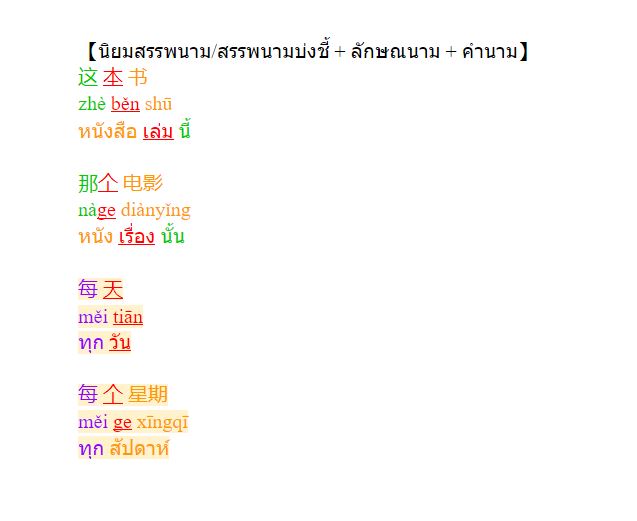 【นิยมสรรพนาม/สรรพนามบ่งชี้ + ลักษณนาม + คำนาม】
这 本 书
zhè běn shū
หนังสือ เล่ม นี้
那个 电影
nàge diànyǐng
หนัง เรื่อง นั้น
每 天
měi tiān
ทุก วัน
每 个 星期
měi ge xīngqī
ทุก สัปดาห์